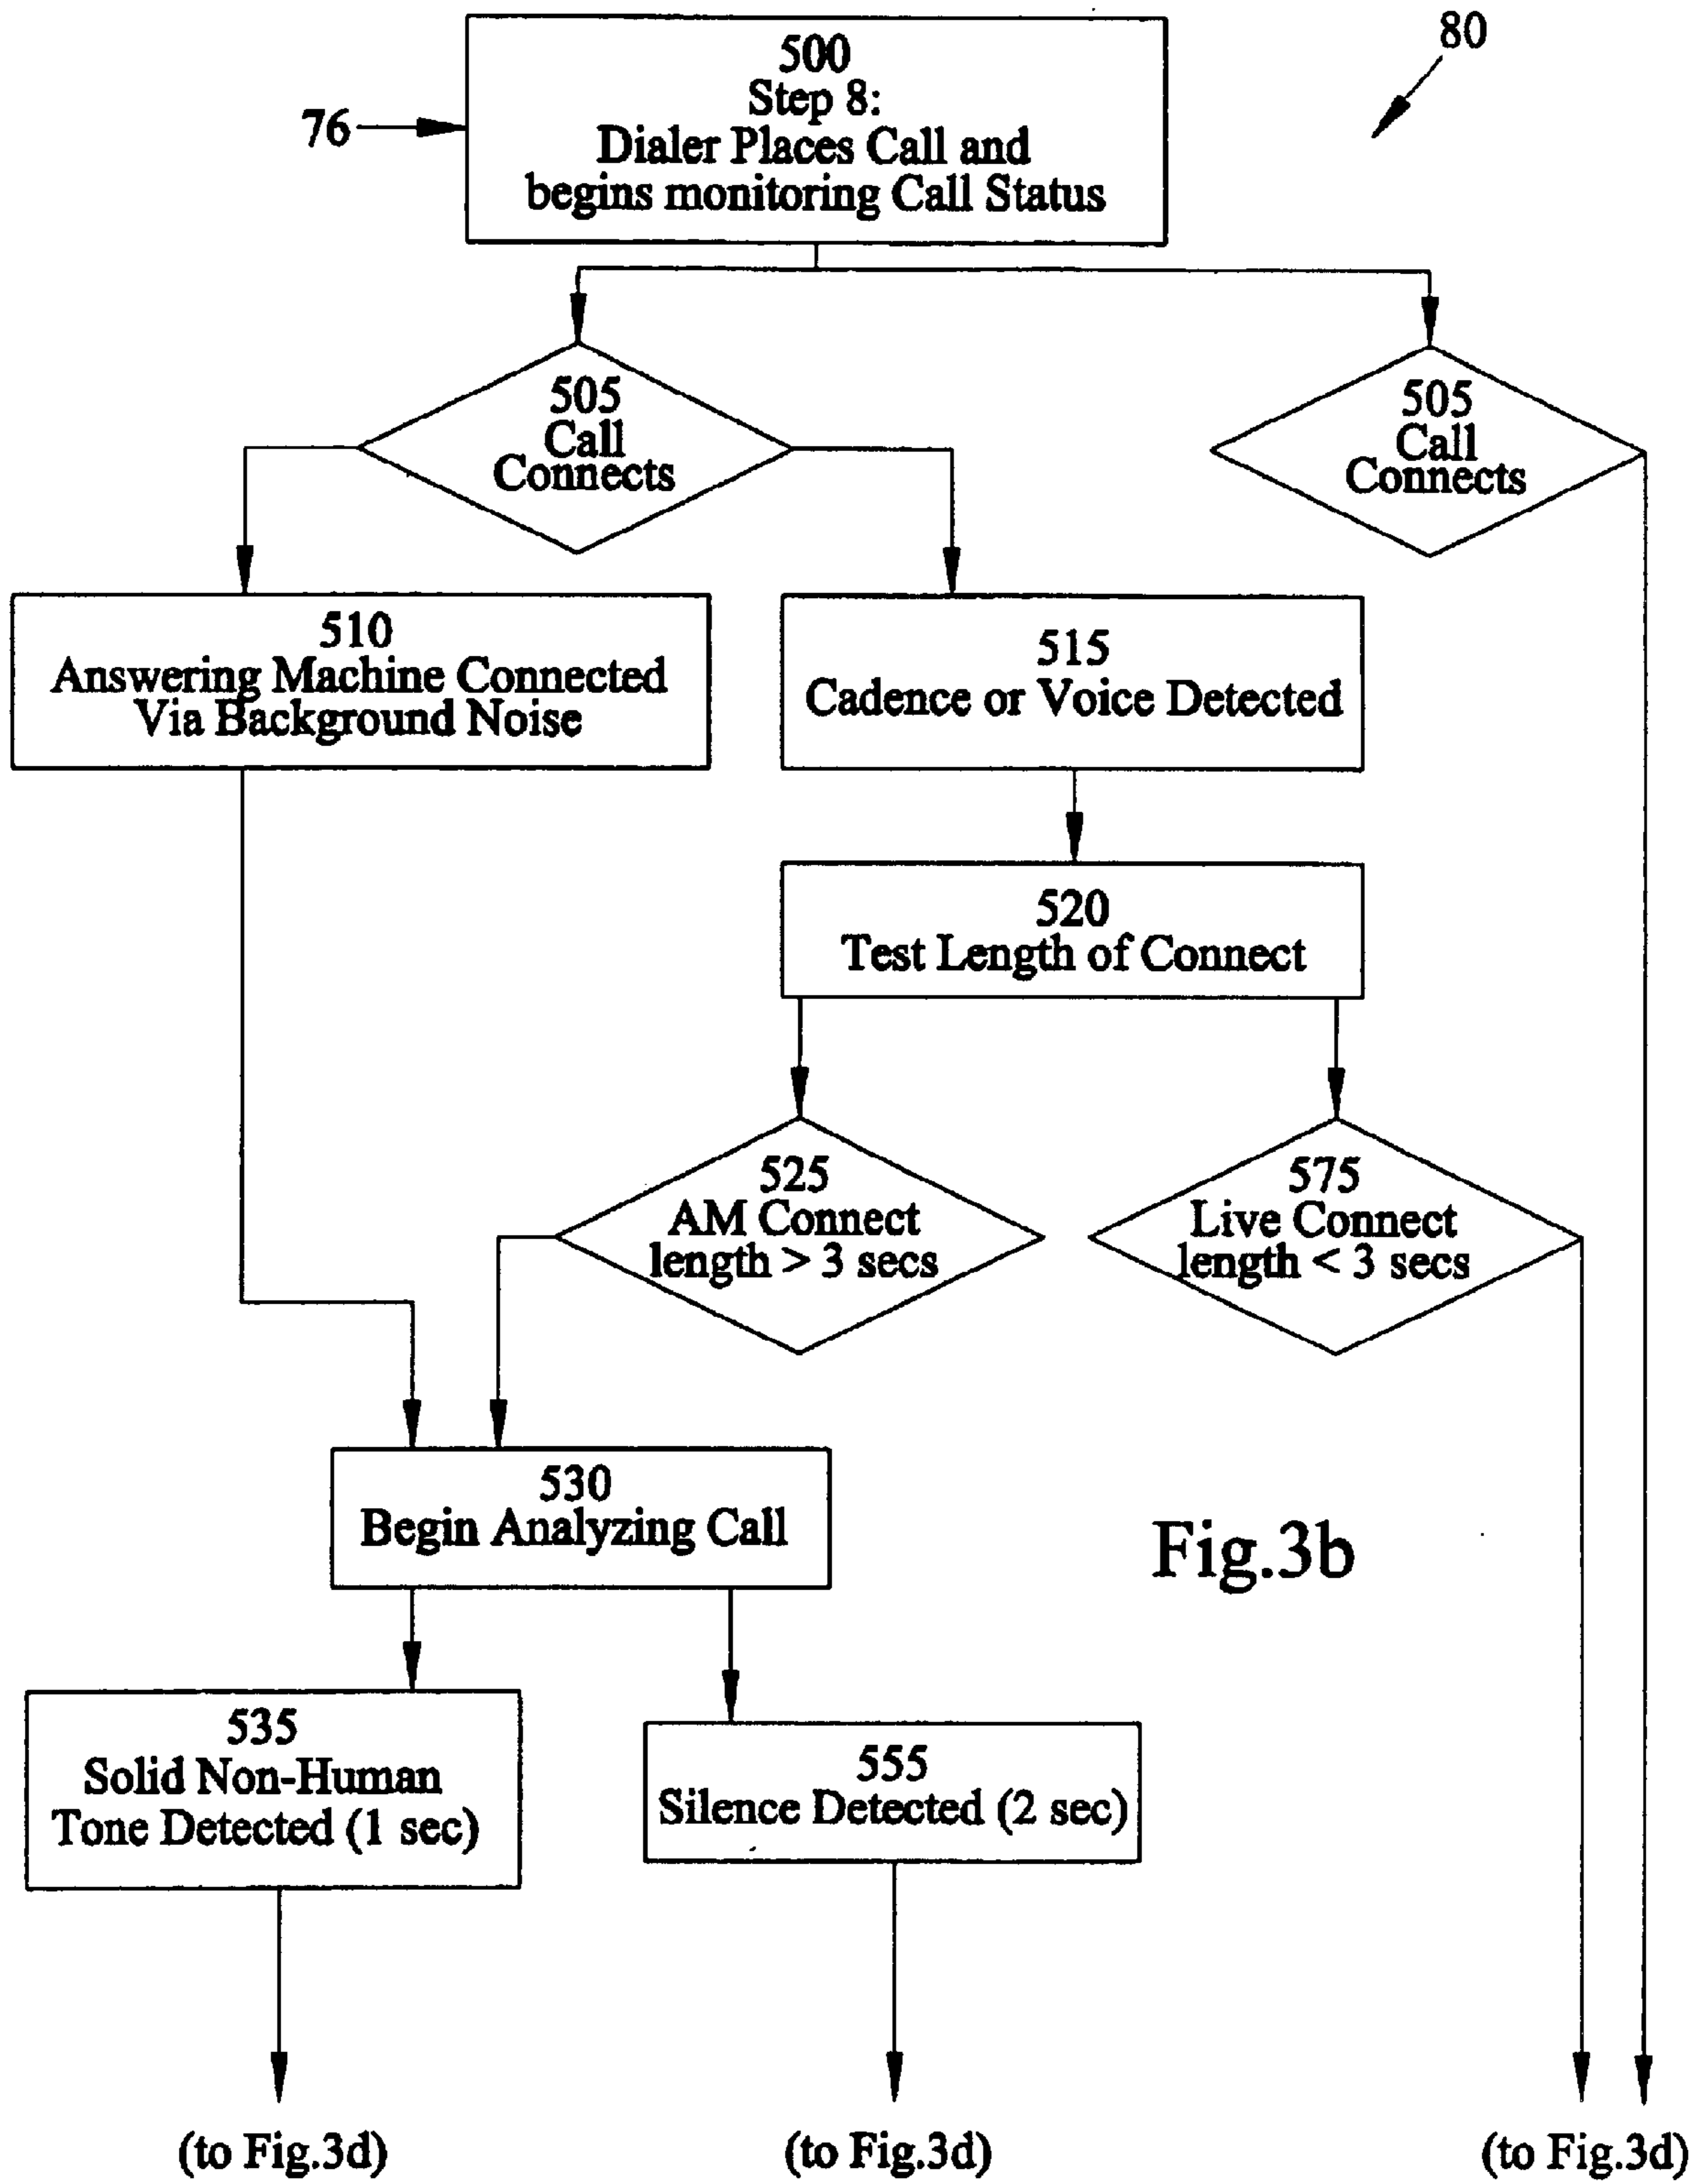 80
500
Step 8:
76
Dialer Places Call and
begins monitoring Call Status
505
Call
Connects
505
Call
Connects
510
Answering Machine Connected
Via Background Noise
515
Cadence or Voice Detected
520
Test Length of Connect
525
AM Connect
length > 3 secs
575
Live Connect
length < 3 secs
530
Begin Analyzing Call
Fig.3b
535
Solid Non-Human
Tone Detected (1 sec)
555
Silence Detected (2 sec)
(to Fig.3d)
(to Fig.3d)
(to Fig.3d)